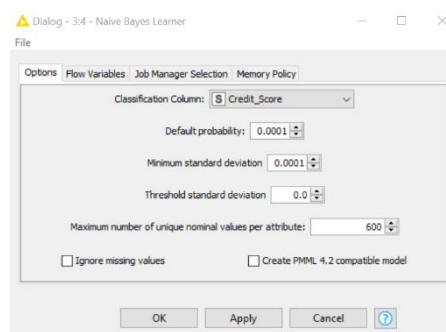 Dialog - 3:4 - Naive Bayes Learner
File
Options Flow Variables Job Manager Selection Memory Policy
Classification Column: S Credit_Score
Default probability: 0.0001
Minimum standard deviation 0.0001
Threshold standard deviation 0.0
Maximum number of unique nominal values per attribute: 600
Ignore missing values Create PMML 4.2 compatible model
OK Apply Cancel ?